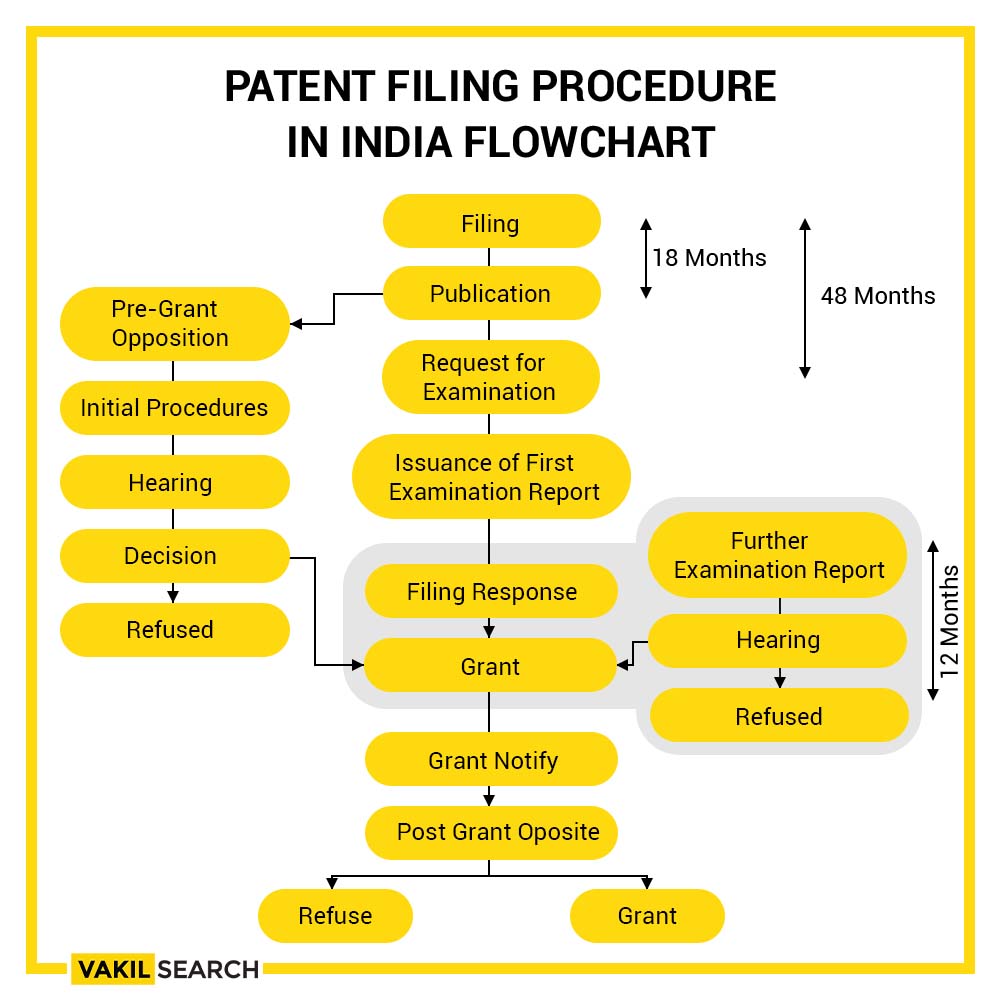 PATENT FILING PROCEDURE
IN INDIA FLOWCHART
Filing
18 Months
48 Months
Publication
Pre-Grant
Opposition
Request for
Examination
Initial Procedures
Issuance of First
Examination Report
Hearing
Further
Examination Report
12 Months
Decision
Filing Response
Refused
Hearing
Grant
Refused
Grant Notify
Post Grant Oposite
Refuse
Grant
VAKILSEARCH